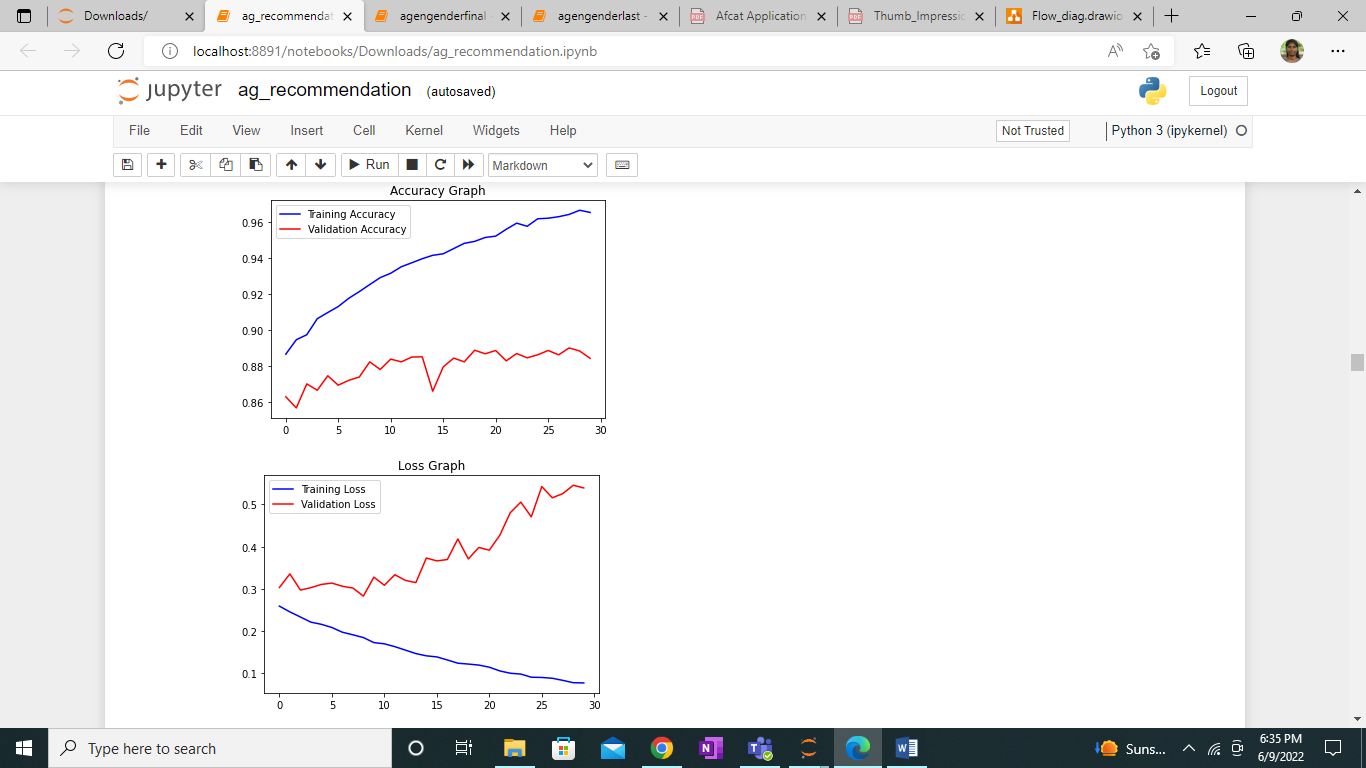 Downloads/
ag_recommendat
agengenderfinal
agengenderlast -
Afcat Application
Thumb_Impressic
Flow_diag.drawio
localhost:8891/notebooks/Downloads/ag_recommendation.ipynb
jupyter ag_recommendation (autosaved)
Logout
File Edit View Insert Cell Kernel Widgets Help
Not Trusted
Python 3 (ipykernel)
Run
Markdown
Accuracy Graph
Training Accuracy
Validation Accuracy
0.96
0.94
0.92
0.90
0.88
0.86
0 5 10 15 20 25 30
Loss Graph
Training Loss
Validation Loss
0.5
0.4
0.3
0.2
0.1
0 5 10 15 20 25 30
Type here to search
Suns...
6:35 PM
6/9/2022